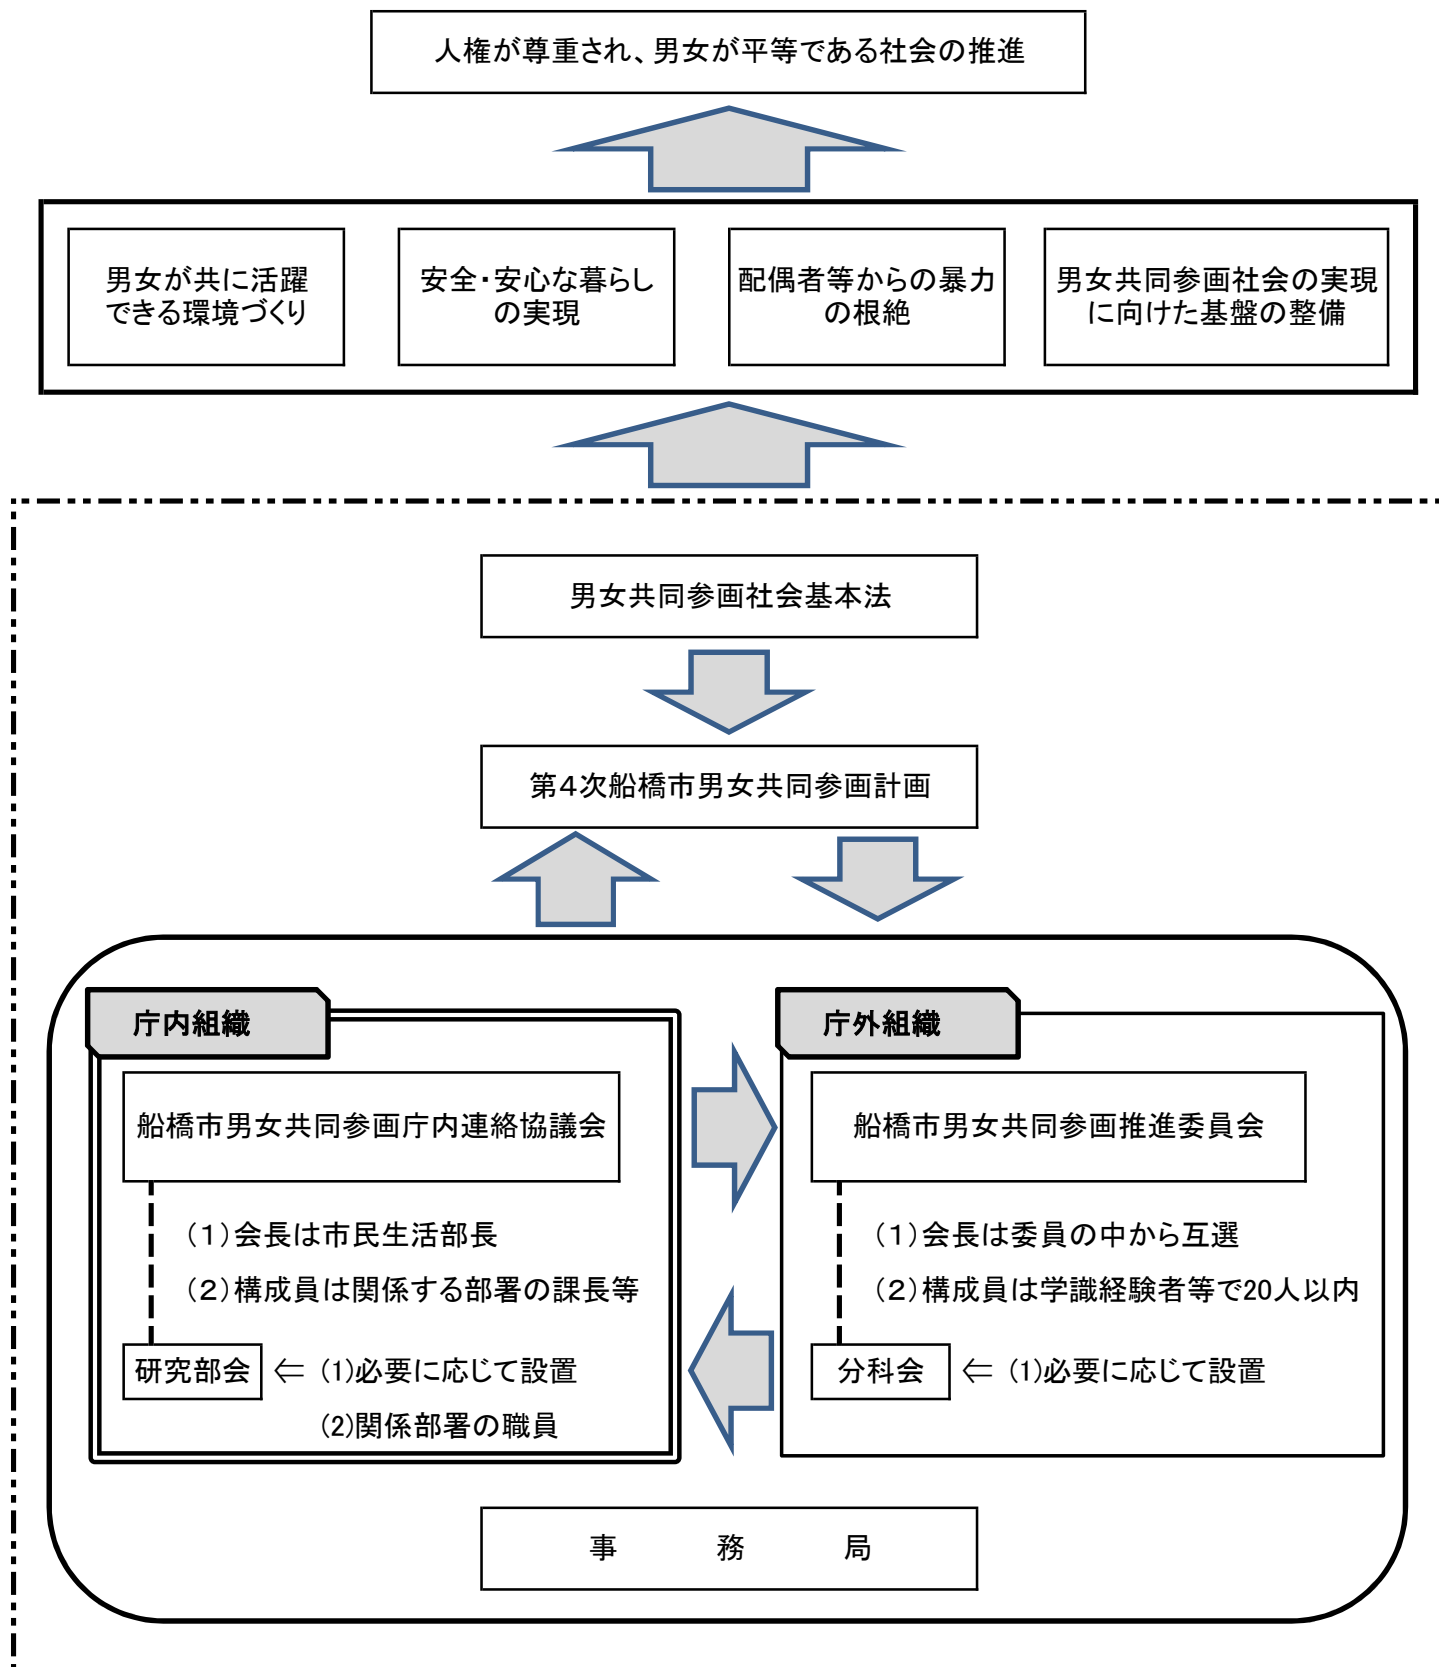 人権が尊重され、男女が平等である社会の推進
男女が共に活躍
できる環境づくり
安全・安心な暮らし
の実現
配偶者等からの暴力
の根絶
男女共同参画社会の実現
に向けた基盤の整備
男女共同参画社会基本法
第４次船橋市男女共同参画計画
庁内組織
船橋市男女共同参画庁内連絡協議会
（１）会長は市民生活部長
（２）構成員は関係する部署の課長等
研究部会 ⇐ (1)必要に応じて設置
(2)関係部署の職員
庁外組織
船橋市男女共同参画推進委員会
（１）会長は委員の中から互選
（２）構成員は学識経験者等で20人以内
分科会 ⇐ (1)必要に応じて設置
事　務　局